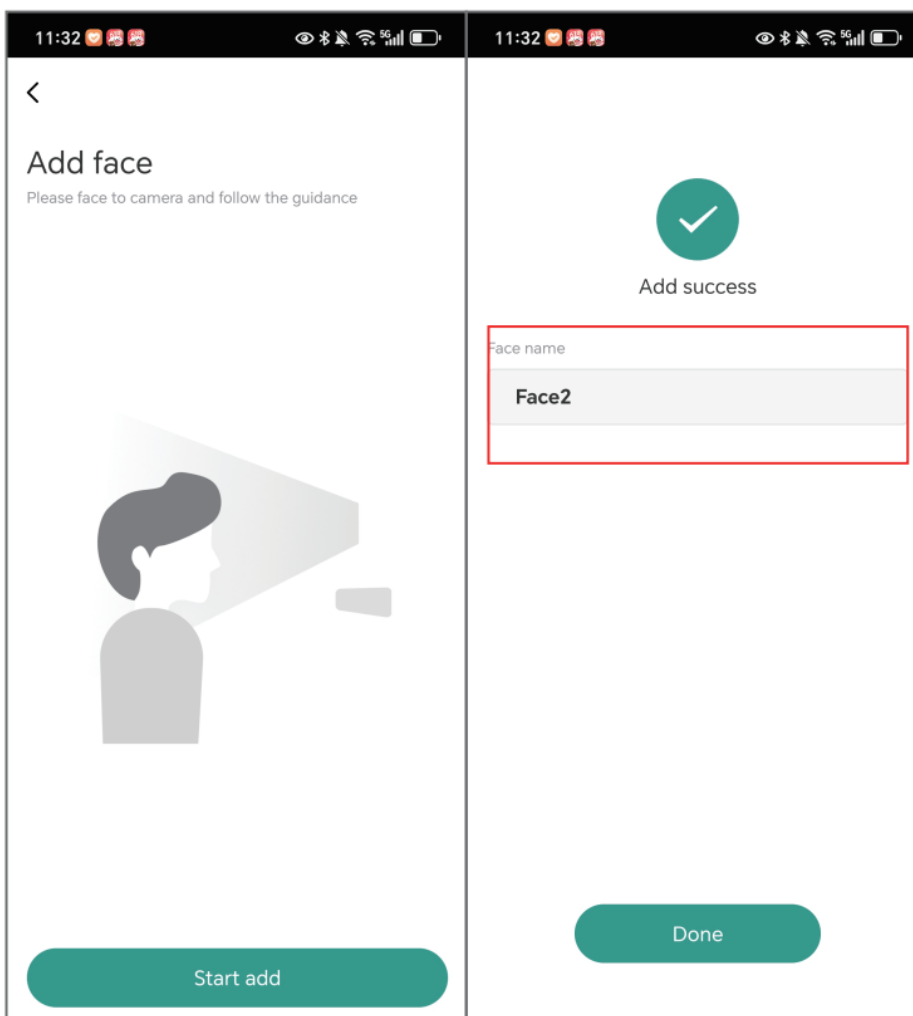 11:32
Add face
Please face to camera and follow the guidance
Start add
11:32
Add success
Face name
Face2
Done